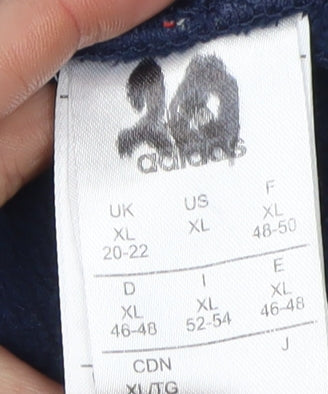 20
adidas
UK US F
XL XL XL
20-22 48-50
D I E
XL XL XL
46-48 52-54 46-48
CDN J
XL/TG